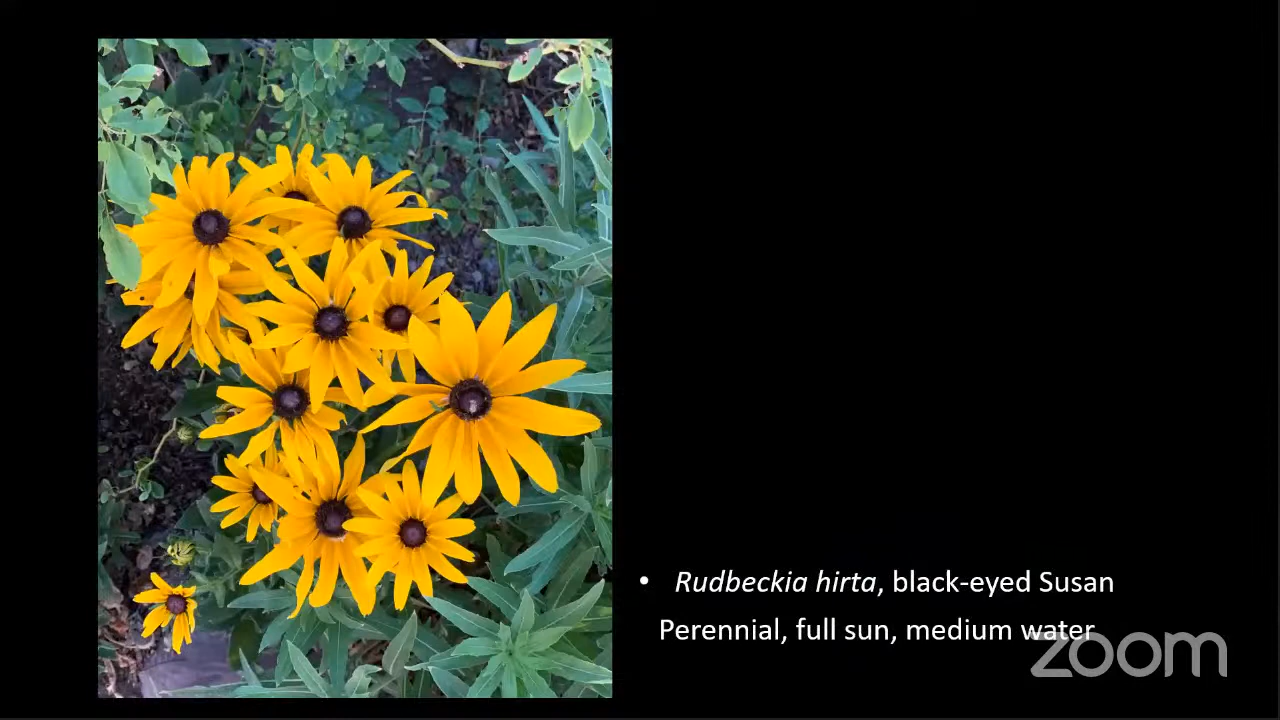 • Rudbeckia hirta, black-eyed Susan
Perennial, full sun, medium water
zoom